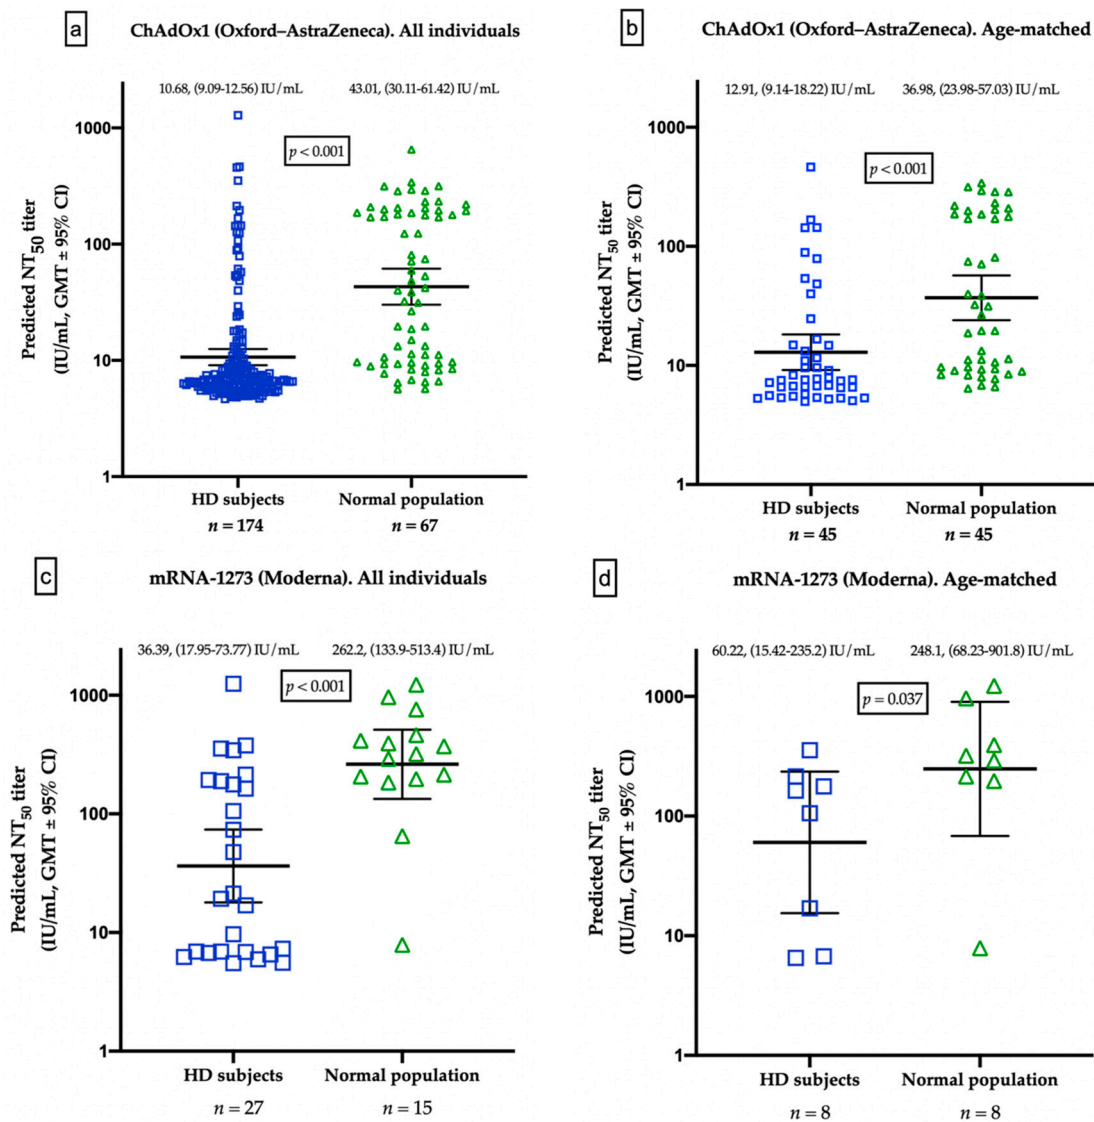 a
ChAdOx1 (Oxford–AstraZeneca). All individuals
10.68, (9.09-12.56) IU/mL
43.01, (30.11-61.42) IU/mL
p < 0.001
Predicted NT50 titer
(IU/mL, GMT ± 95% CI)
1000
100
10
1
HD subjects
Normal population
n = 174
n = 67
b
ChAdOx1 (Oxford–AstraZeneca). Age-matched
12.91, (9.14-18.22) IU/mL
36.98, (23.98-57.03) IU/mL
p < 0.001
Predicted NT50 titer
(IU/mL, GMT ± 95% CI)
1000
100
10
1
HD subjects
Normal population
n = 45
n = 45
c
mRNA-1273 (Moderna). All individuals
36.39, (17.95-73.77) IU/mL
262.2, (133.9-513.4) IU/mL
p < 0.001
Predicted NT50 titer
(IU/mL, GMT ± 95% CI)
1000
100
10
1
HD subjects
Normal population
n = 27
n = 15
d
mRNA-1273 (Moderna). Age-matched
60.22, (15.42-235.2) IU/mL
248.1, (68.23-901.8) IU/mL
p = 0.037
Predicted NT50 titer
(IU/mL, GMT ± 95% CI)
1000
100
10
1
HD subjects
Normal population
n = 8
n = 8